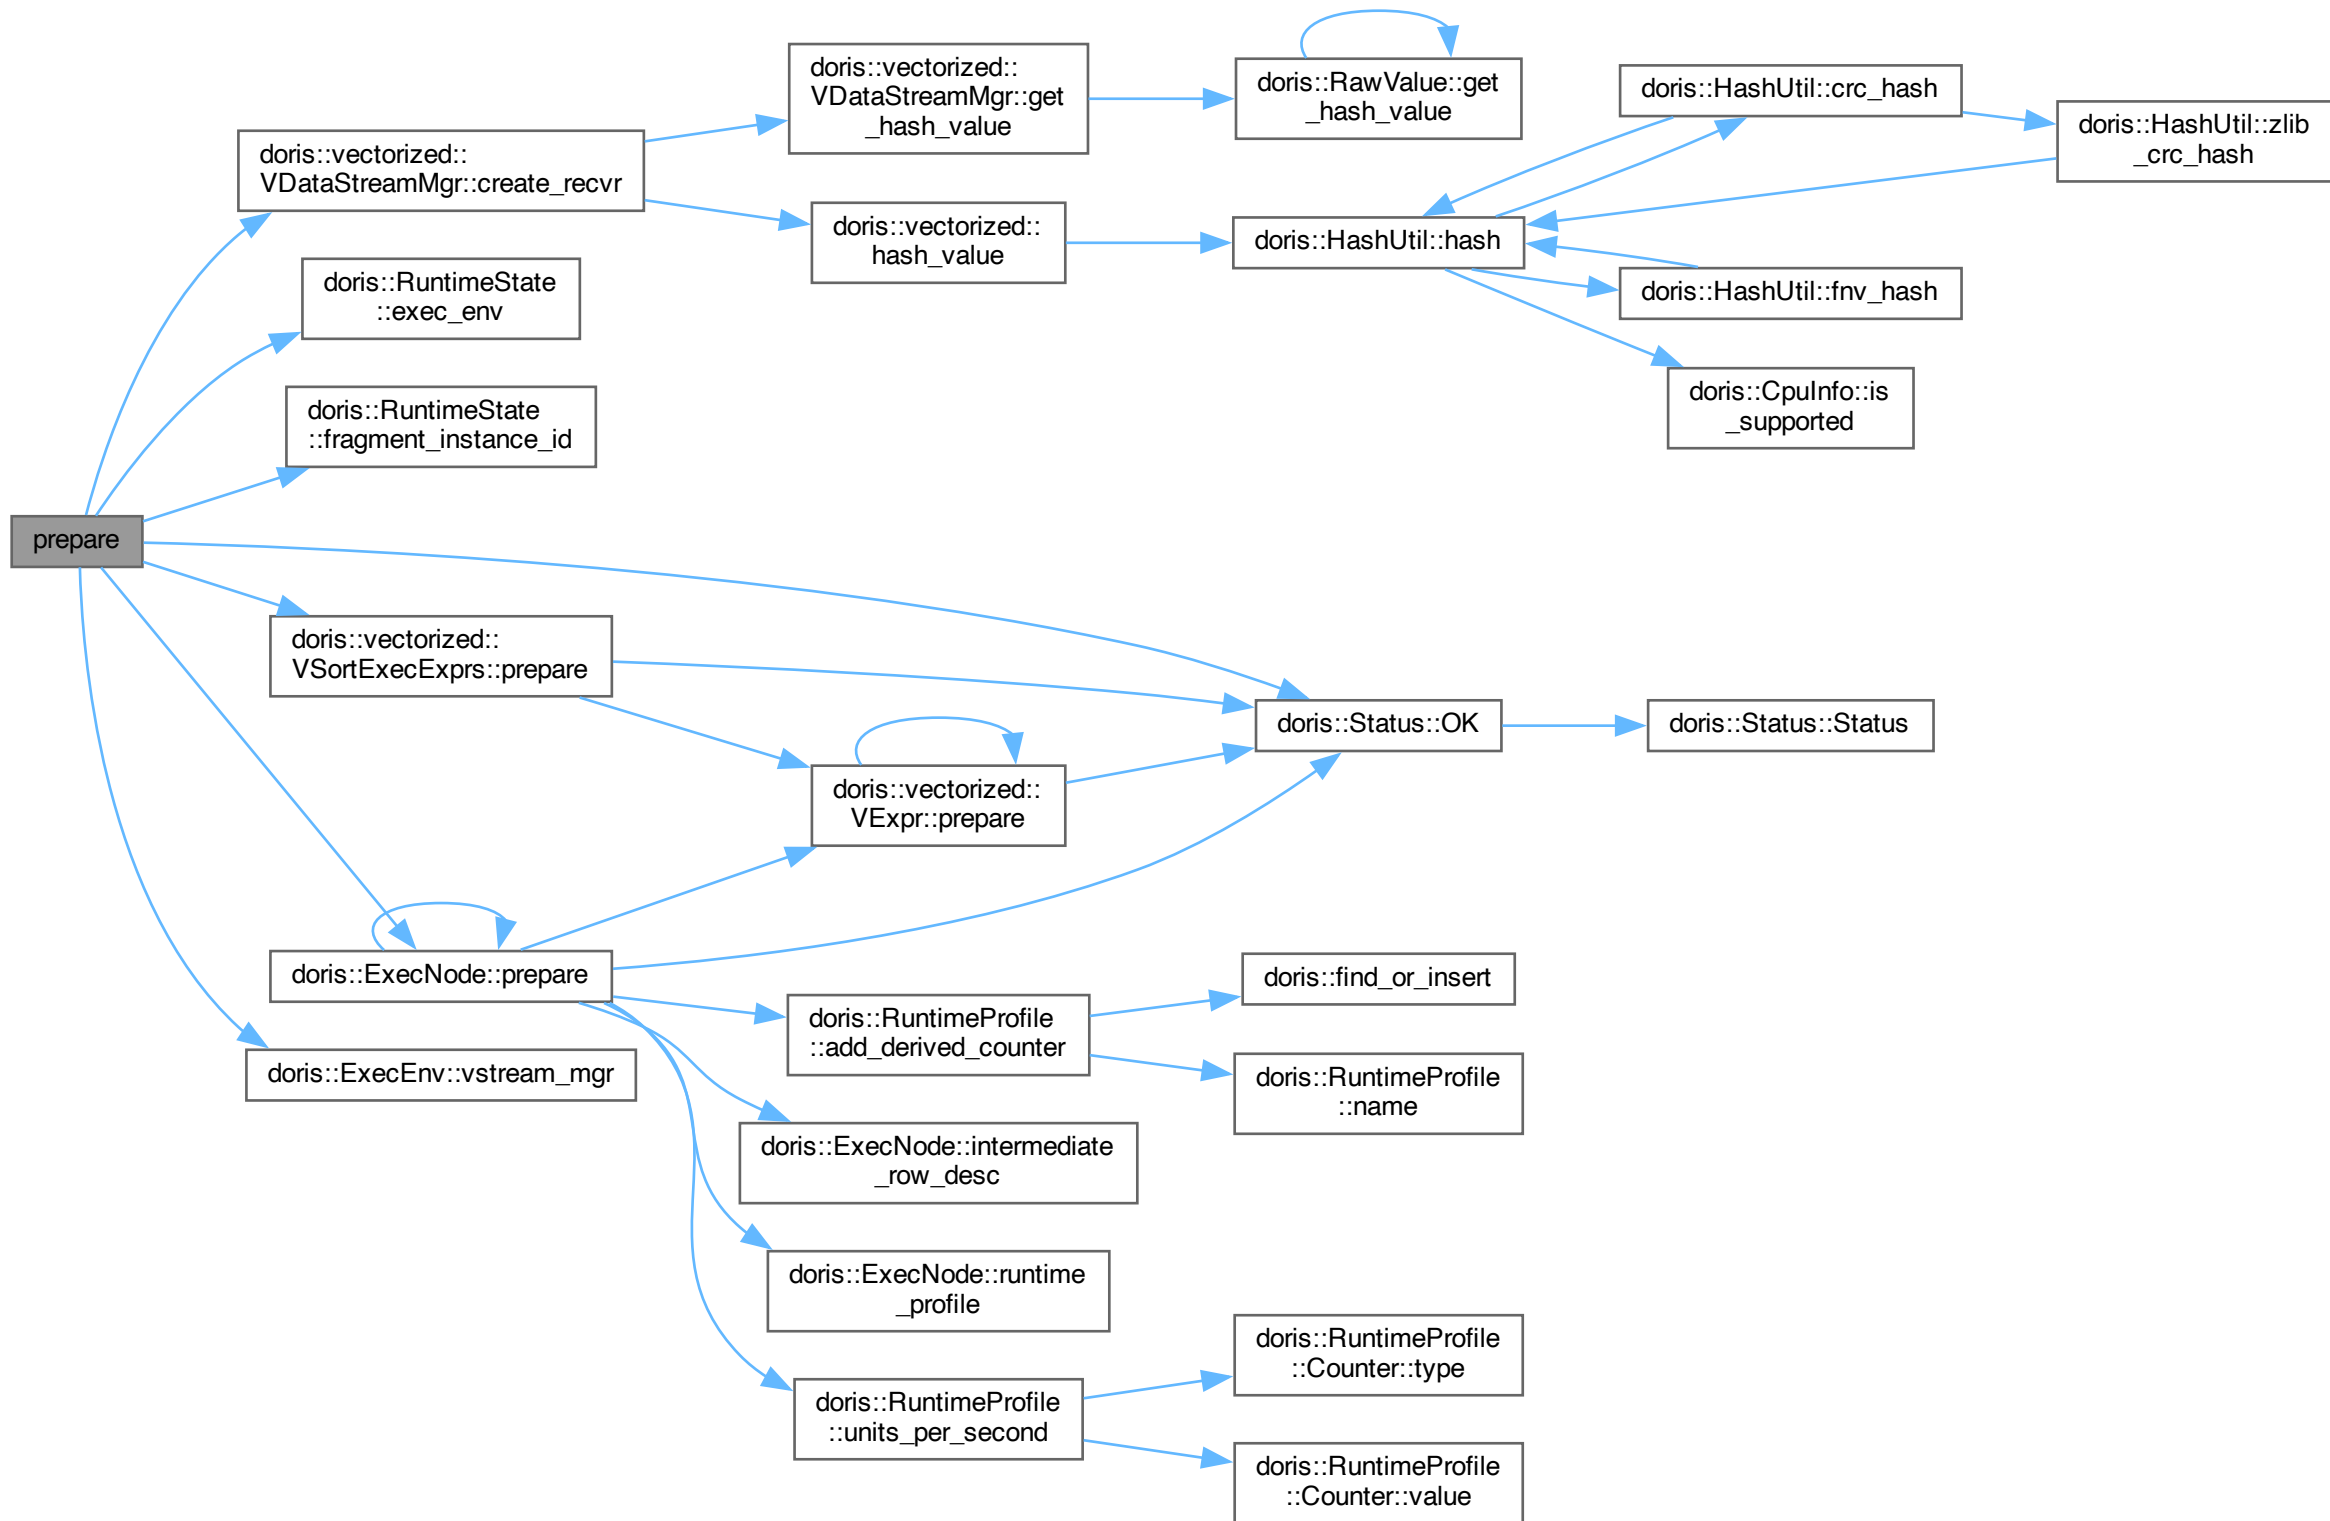 prepare
doris::vectorized::
VDataStreamMgr::create_recvr
doris::RuntimeState
::exec_env
doris::RuntimeState
::fragment_instance_id
doris::vectorized::
VSortExecExprs::prepare
doris::ExecNode::prepare
doris::ExecEnv::vstream_mgr
doris::vectorized::
VDataStreamMgr::get
_hash_value
doris::vectorized::
hash_value
doris::vectorized::
VExpr::prepare
doris::RuntimeProfile
::add_derived_counter
doris::ExecNode::intermediate
_row_desc
doris::ExecNode::runtime
_profile
doris::RuntimeProfile
::units_per_second
doris::RawValue::get
_hash_value
doris::HashUtil::hash
doris::Status::OK
doris::find_or_insert
doris::RuntimeProfile
::name
doris::RuntimeProfile
::Counter::type
doris::RuntimeProfile
::Counter::value
doris::HashUtil::crc_hash
doris::HashUtil::fnv_hash
doris::CpuInfo::is
_supported
doris::Status::Status
doris::HashUtil::zlib
_crc_hash